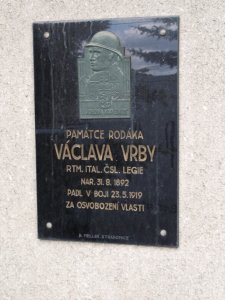 PAMÁTCE RODÁKA
VÁCLAVA VRBY
RTM. ITAL. ČSL. LEGIE
NAR. 31. 8. 1892
PADL V BOJI 23. 5. 1919
ZA OSVOBOZENÍ VLASTI